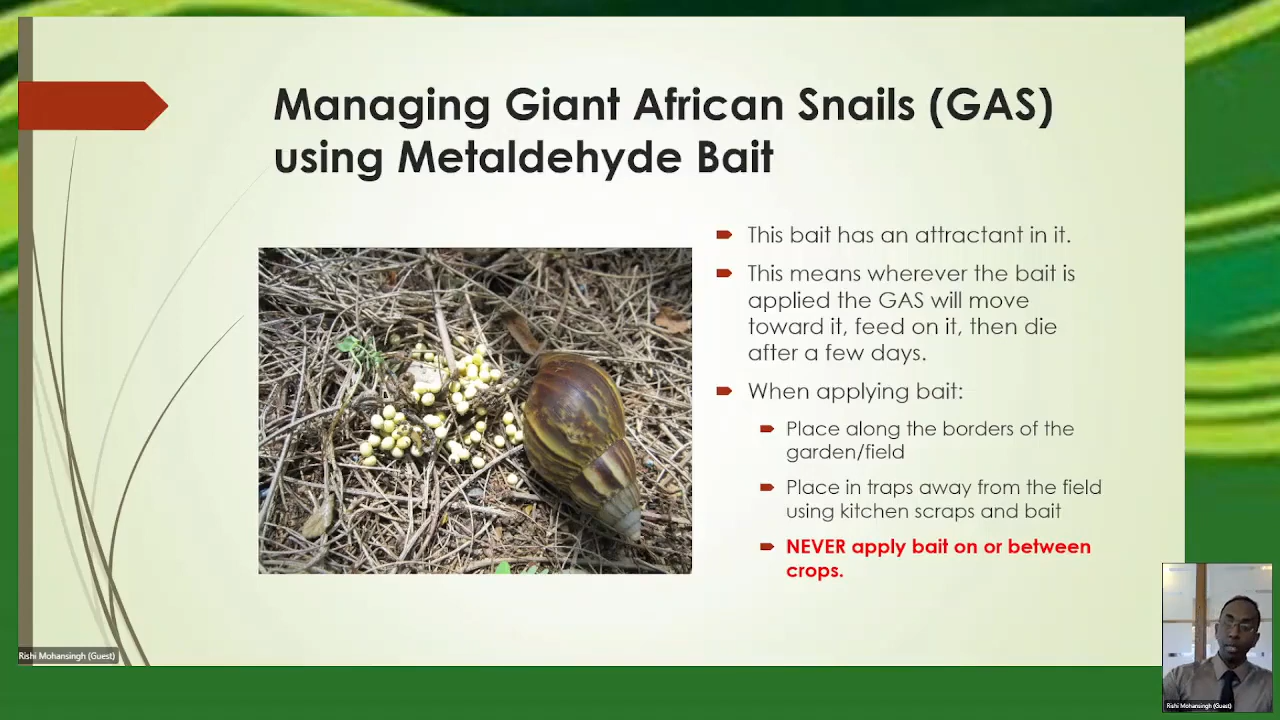 Managing Giant African Snails (GAS)
using Metaldehyde Bait
This bait has an attractant in it.
This means wherever the bait is
applied the GAS will move
toward it, feed on it, then die
after a few days.
When applying bait:
Place along the borders of the
garden/field
Place in traps away from the field
using kitchen scraps and bait
NEVER apply bait on or between
crops.
Rishi Mohansingh (Guest)
Rishi Mohansingh (Guest)